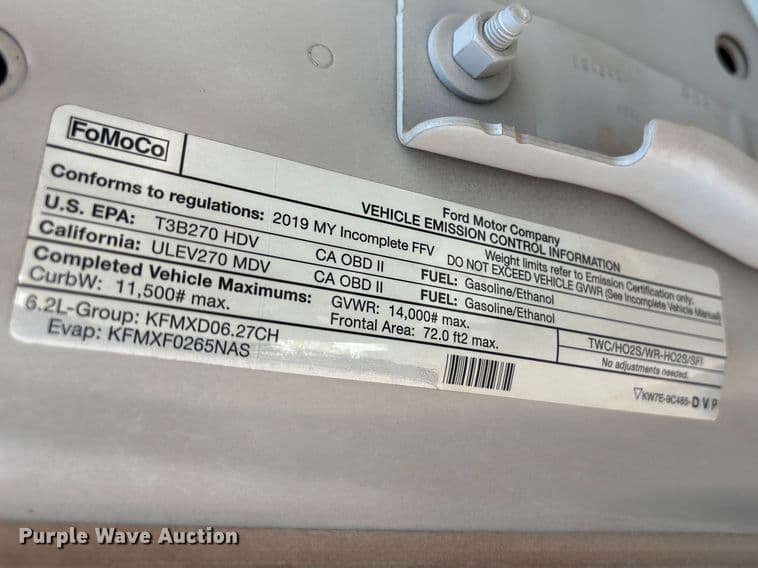 FoMoCo
Ford Motor Company
VEHICLE EMISSION CONTROL INFORMATION
Conforms to regulations: 2019 MY Incomplete FFV
Weight limits refer to Emission Certification only.
DO NOT EXCEED VEHICLE GVWR (See Incomplete Vehicle Manual)
U.S. EPA: T3B270 HDV CA OBD II FUEL: Gasoline/Ethanol
California: ULEV270 MDV CA OBD II FUEL: Gasoline/Ethanol
Completed Vehicle Maximums: GVWR: 14,000# max.
CurbW: 11,500# max. Frontal Area: 72.0 ft2 max.
6.2L-Group: KFMXD06.27CH
Evap: KFMXF0265NAS
TWC/HO2S/WR-HO2S/SFI
No adjustments needed.
KW7E-9C485-DVP
Purple Wave Auction